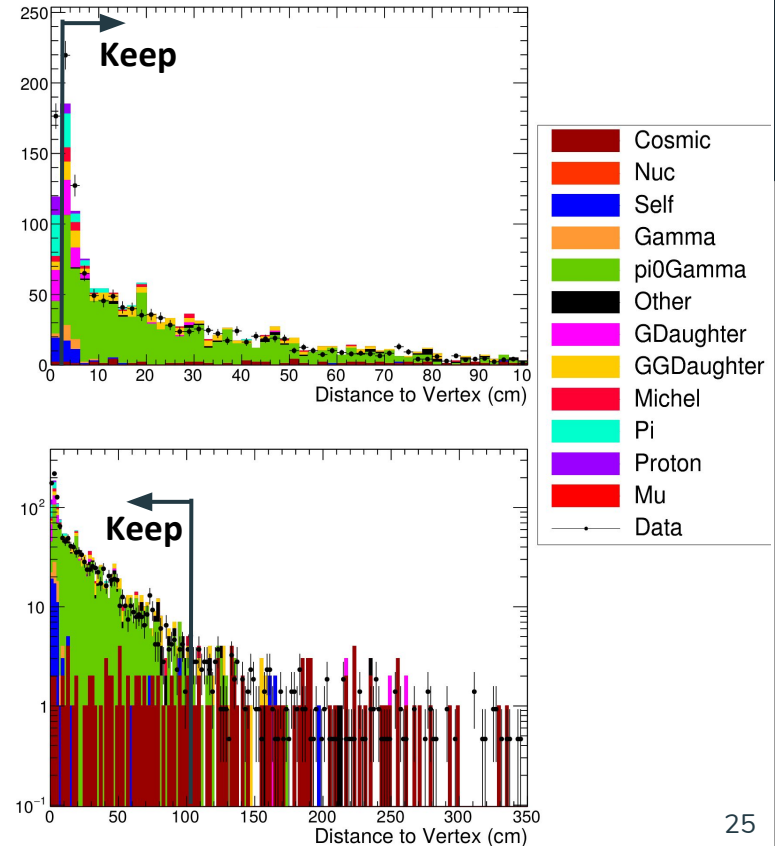 250
200
150
100
50
0
Keep
0 10 20 30 40 50 60 70 80 90 10
Distance to Vertex (cm)
Cosmic
Nuc
Self
Gamma
pi0Gamma
Other
GDaughter
GGDaughter
Michel
Pi
Proton
Mu
Data
10²
10
1
10⁻¹
Keep
0 50 100 150 200 250 300 350
Distance to Vertex (cm)
25